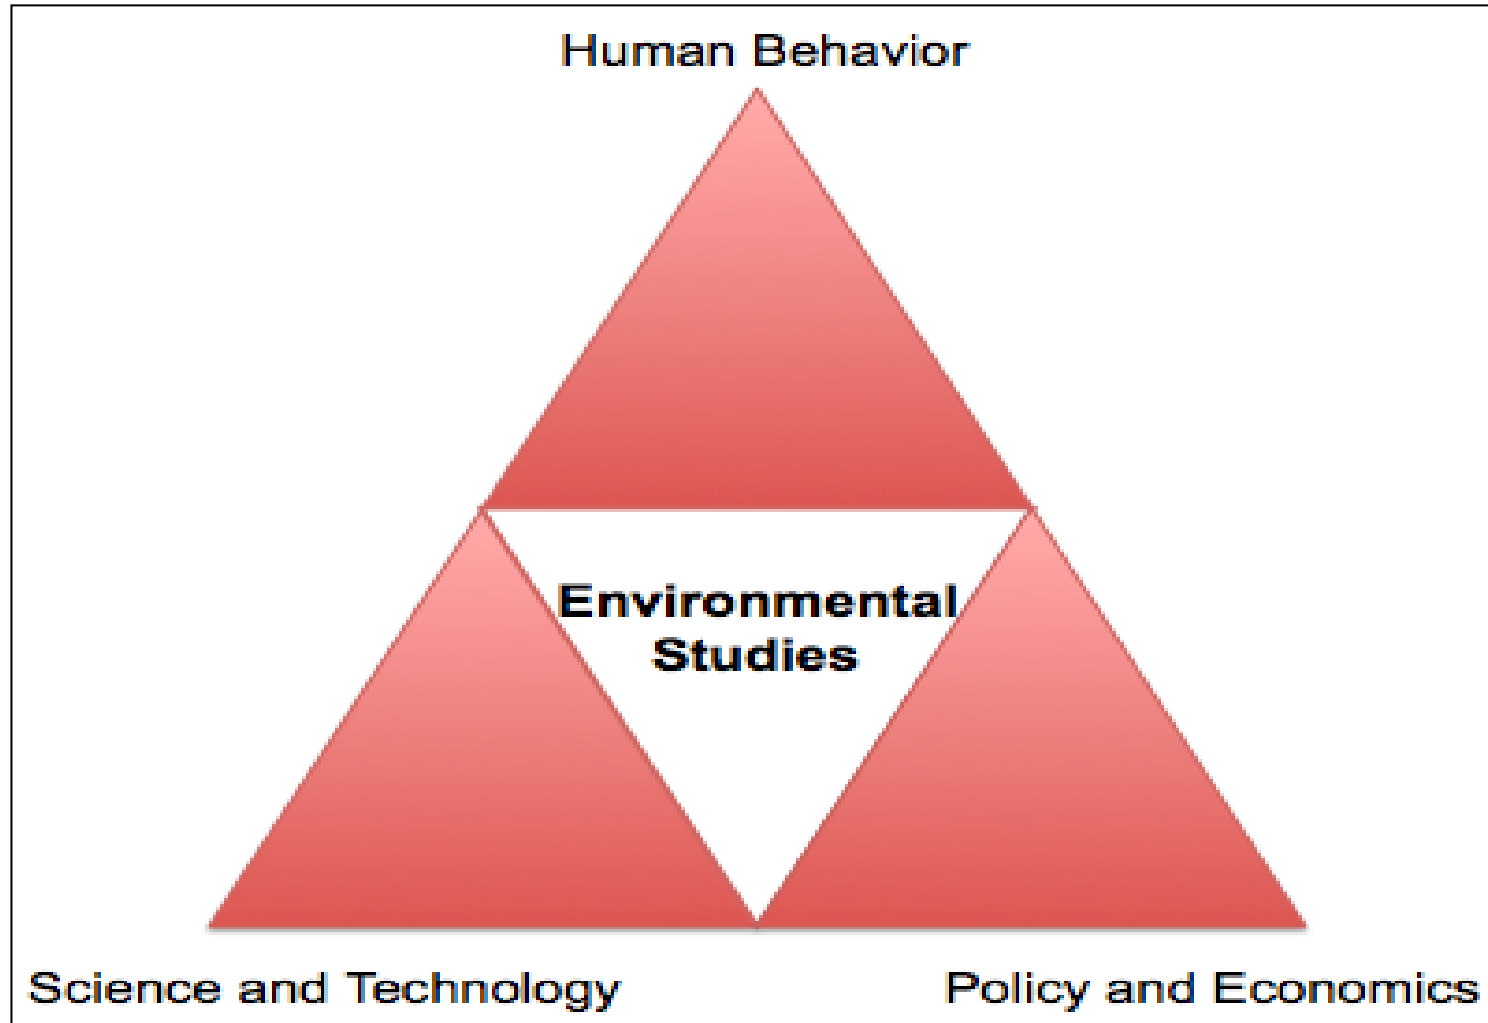 Human Behavior
Environmental
Studies
Science and Technology
Policy and Economics